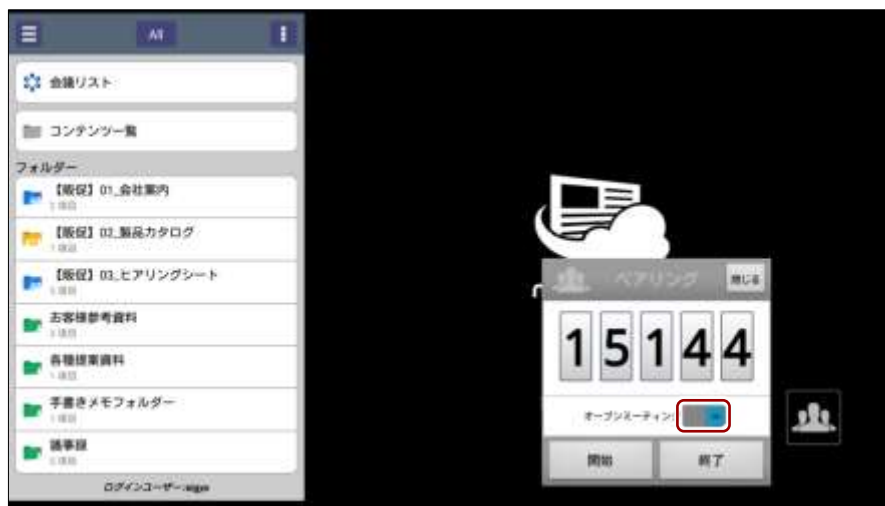 All
会議リスト
コンテンツ一覧
フォルダー
【販促】01_会社案内
【販促】02_製品カタログ
【販促】03_ヒアリングシート
お客様参考資料
各種提案資料
手書きメモフォルダー
議事録
ログインユーザー:
ペアリング
閉じる
15144
オープンミーティン
開始
終了